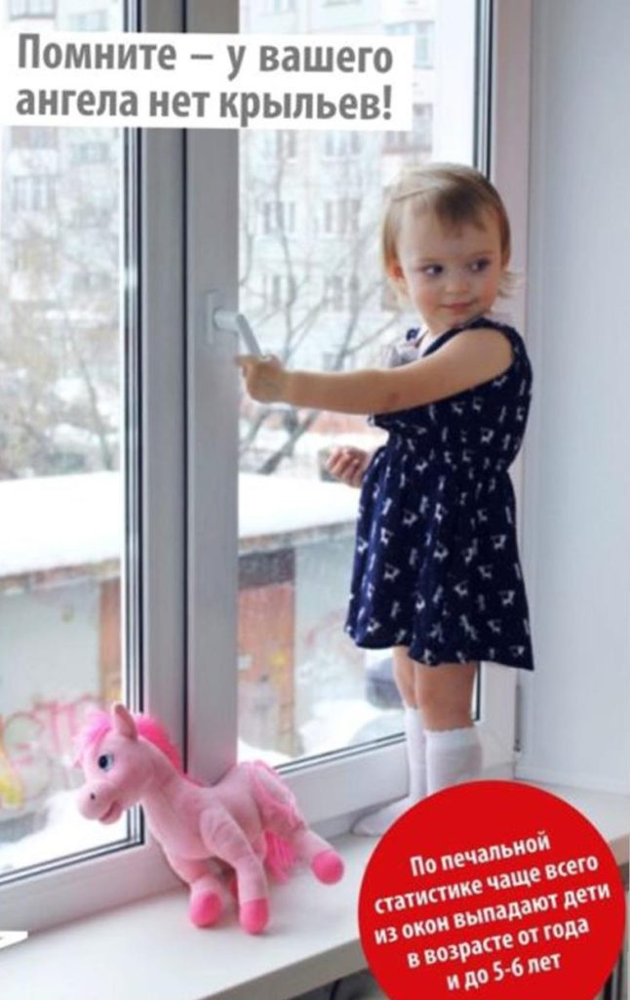 Помните – у вашего
ангела нет крыльев!
По печальной
статистике чаще всего
из окон выпадают дети
в возрасте от года
и до 5-6 лет